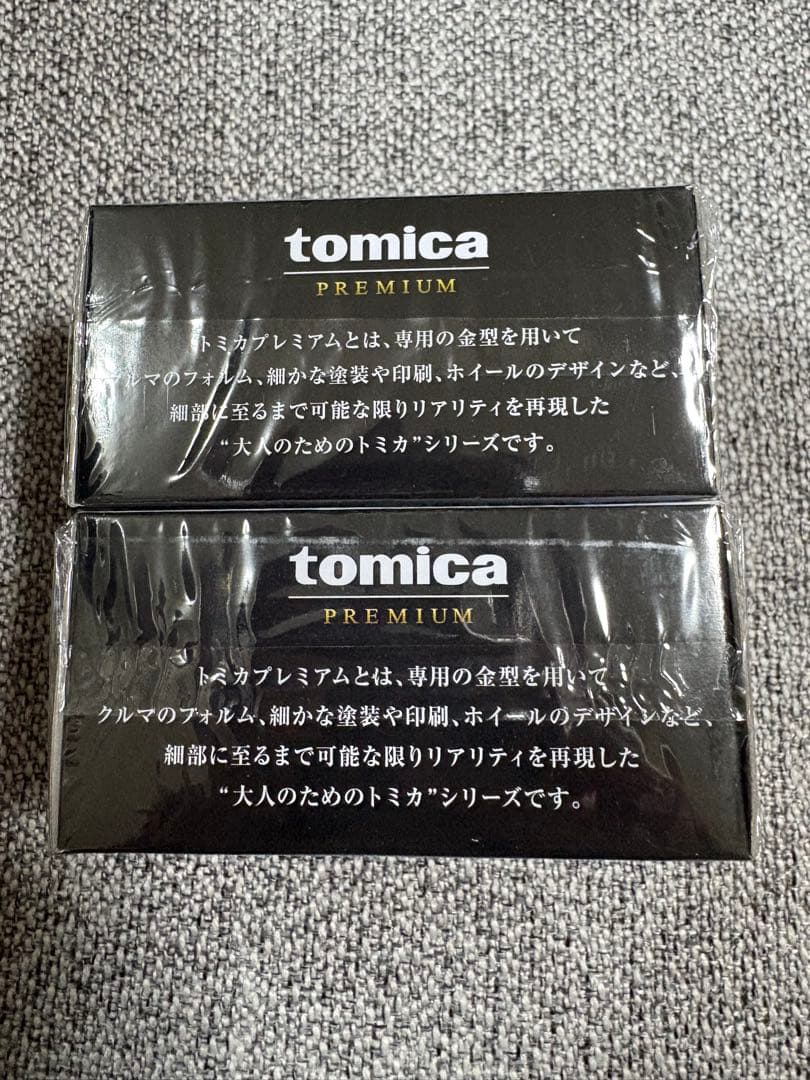 tomica
PREMIUM
トミカプレミアムとは、専用の金型を用いて
クルマのフォルム、細かな塗装や印刷、ホイールのデザインなど、
細部に至るまで可能な限りリアリティを再現した
“大人のためのトミカ”シリーズです。
tomica
PREMIUM
トミカプレミアムとは、専用の金型を用いて
クルマのフォルム、細かな塗装や印刷、ホイールのデザインなど、
細部に至るまで可能な限りリアリティを再現した
“大人のためのトミカ”シリーズです。